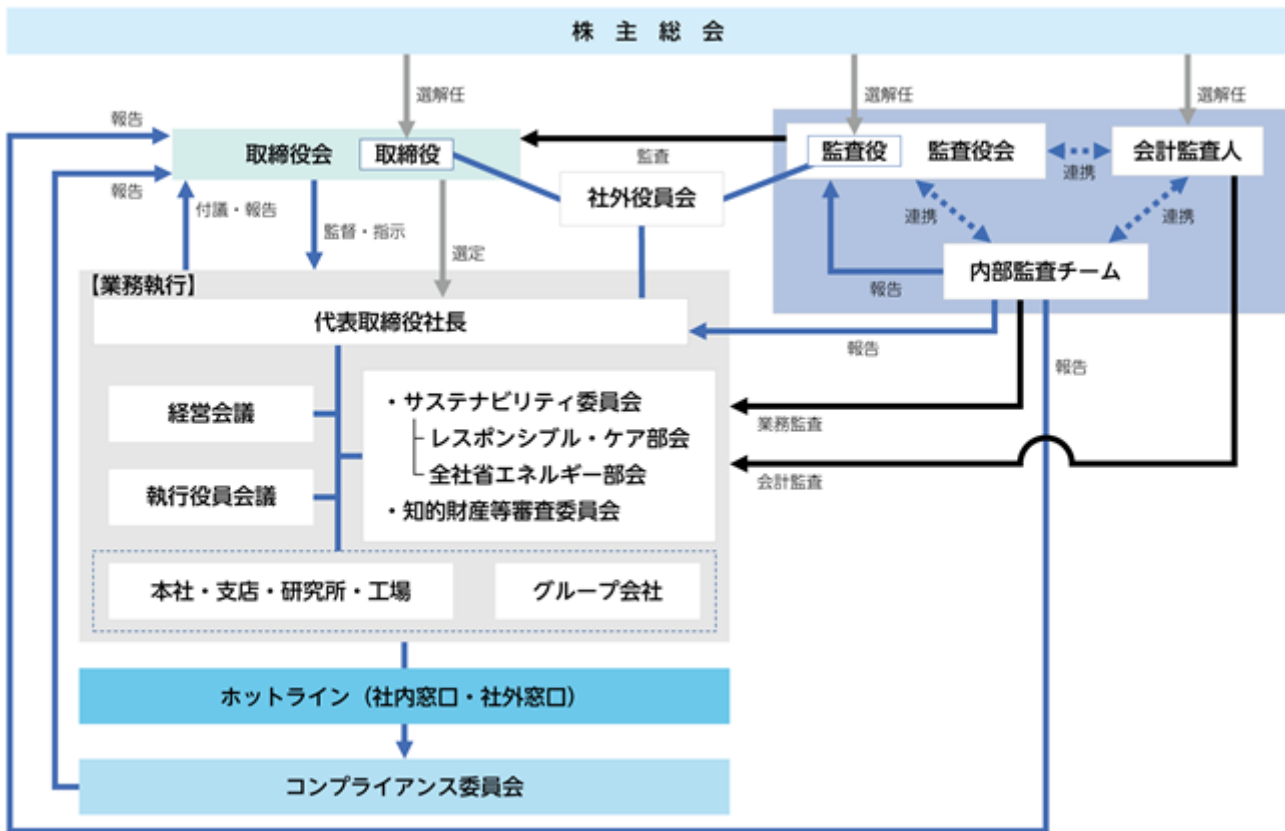 株 主 総 会
選解任
選解任
選解任
報告
取締役会
取締役
監査
監査役
監査役会
連携
会計監査人
報告
社外役員会
付議・報告
監督・指示
選定
連携
連携
内部監査チーム
報告
【業務執行】
代表取締役社長
報告
報告
経営会議
・サステナビリティ委員会
レスポンシブル・ケア部会
全社省エネルギー部会
・知的財産等審査委員会
業務監査
執行役員会議
会計監査
本社・支店・研究所・工場
グループ会社
ホットライン（社内窓口・社外窓口）
コンプライアンス委員会